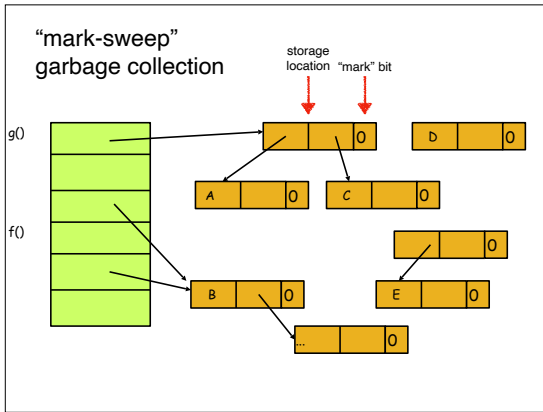 “mark-sweep”
garbage collection
storage
location
“mark” bit
g()
0
D
0
A
0
C
0
f()
0
B
0
E
0
...
0